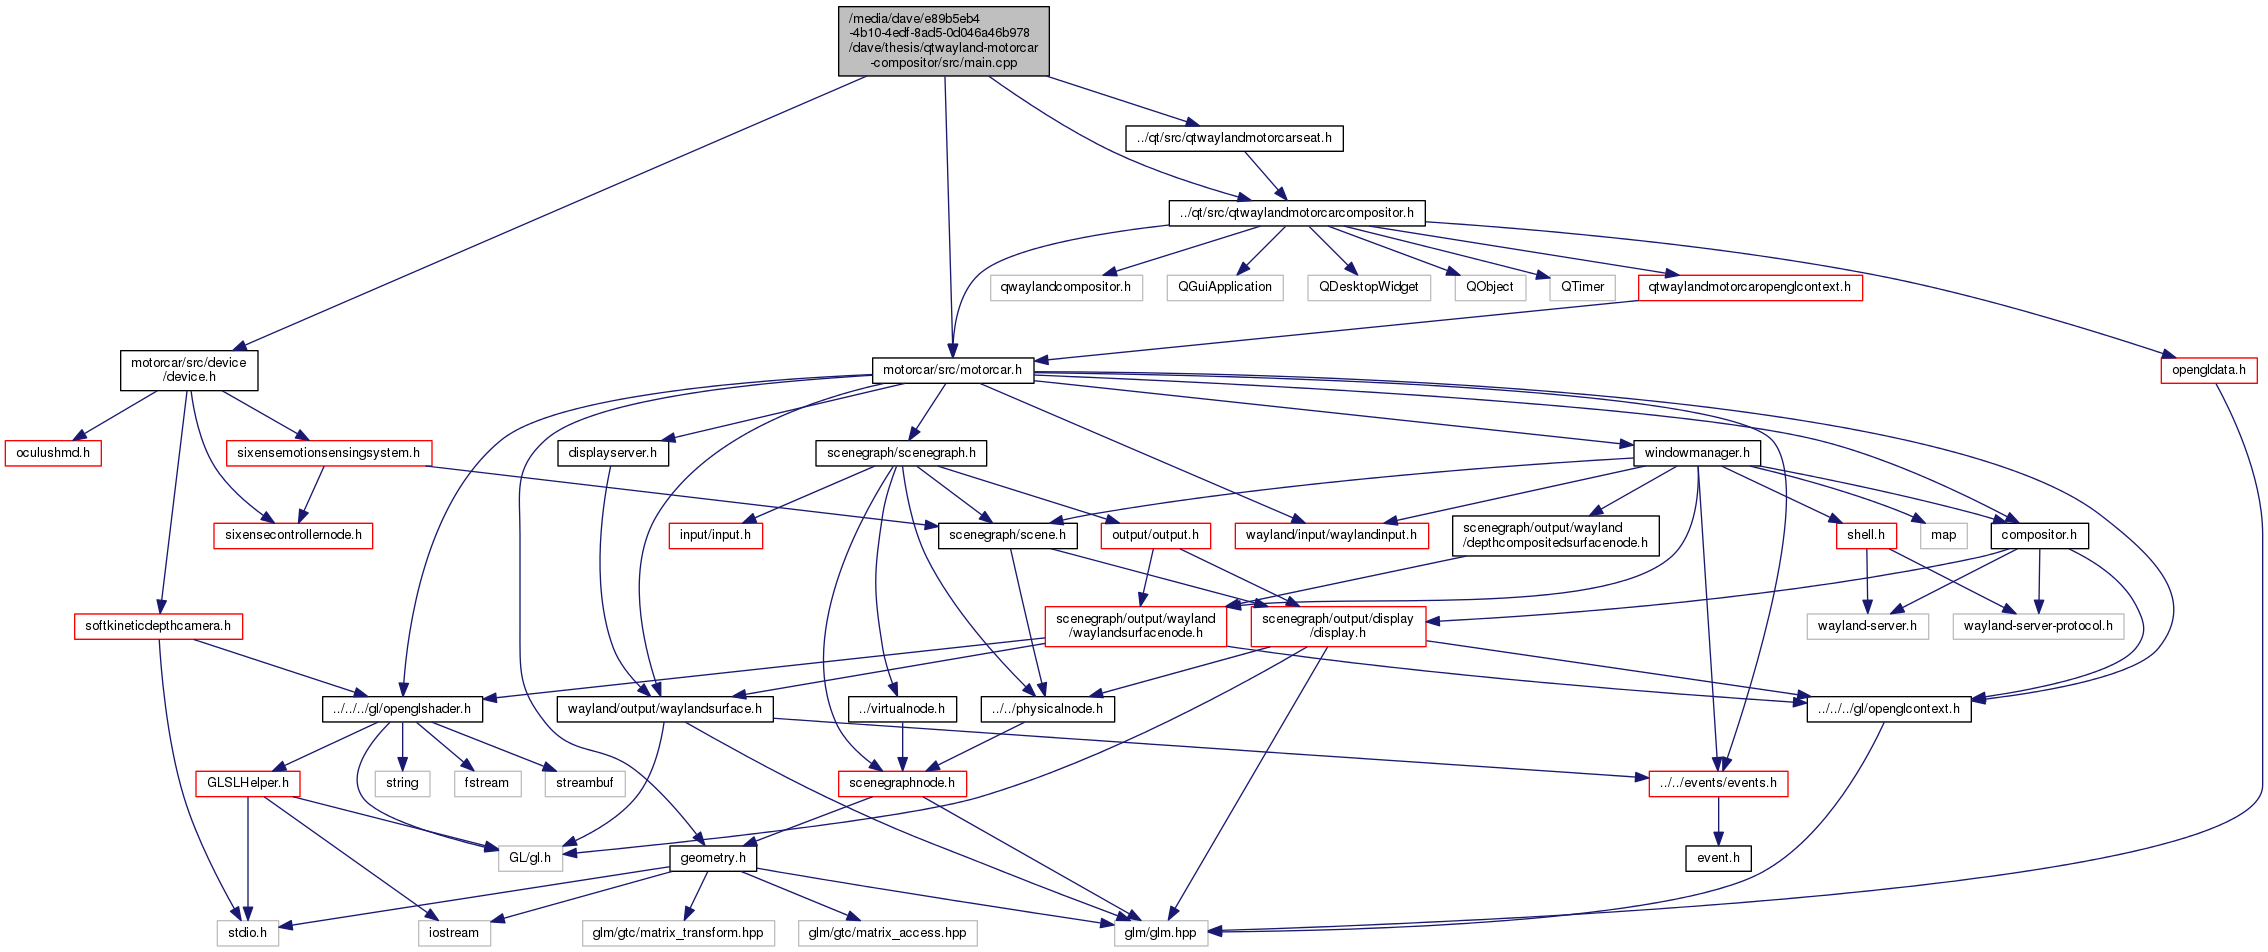 /media/dave/e89b5eb4
-4b10-4edf-8ad5-0d046a46b978
/dave/thesis/qtwayland-motorcar
-compositor/src/main.cpp
../qt/src/qtwaylandmotorcarseat.h
../qt/src/qtwaylandmotorcarcompositor.h
qwaylandcompositor.h
QGuiApplication
QDesktopWidget
QObject
QTimer
qtwaylandmotorcaropenglcontext.h
motorcar/src/device
/device.h
motorcar/src/motorcar.h
opengldata.h
oculushmd.h
sixensemotionsensingsystem.h
displayserver.h
scenegraph/scenegraph.h
windowmanager.h
sixensecontrollernode.h
input/input.h
scenegraph/scene.h
output/output.h
wayland/input/waylandinput.h
scenegraph/output/wayland
/depthcompositedsurfacenode.h
shell.h
map
compositor.h
softkineticdepthcamera.h
scenegraph/output/wayland
/waylandsurfacenode.h
scenegraph/output/display
/display.h
wayland-server.h
wayland-server-protocol.h
../../../gl/openglshader.h
wayland/output/waylandsurface.h
../virtualnode.h
../../physicalnode.h
../../../gl/openglcontext.h
GLSLHelper.h
string
fstream
streambuf
scenegraphnode.h
../../events/events.h
GL/gl.h
geometry.h
event.h
stdio.h
iostream
glm/gtc/matrix_transform.hpp
glm/gtc/matrix_access.hpp
glm/glm.hpp